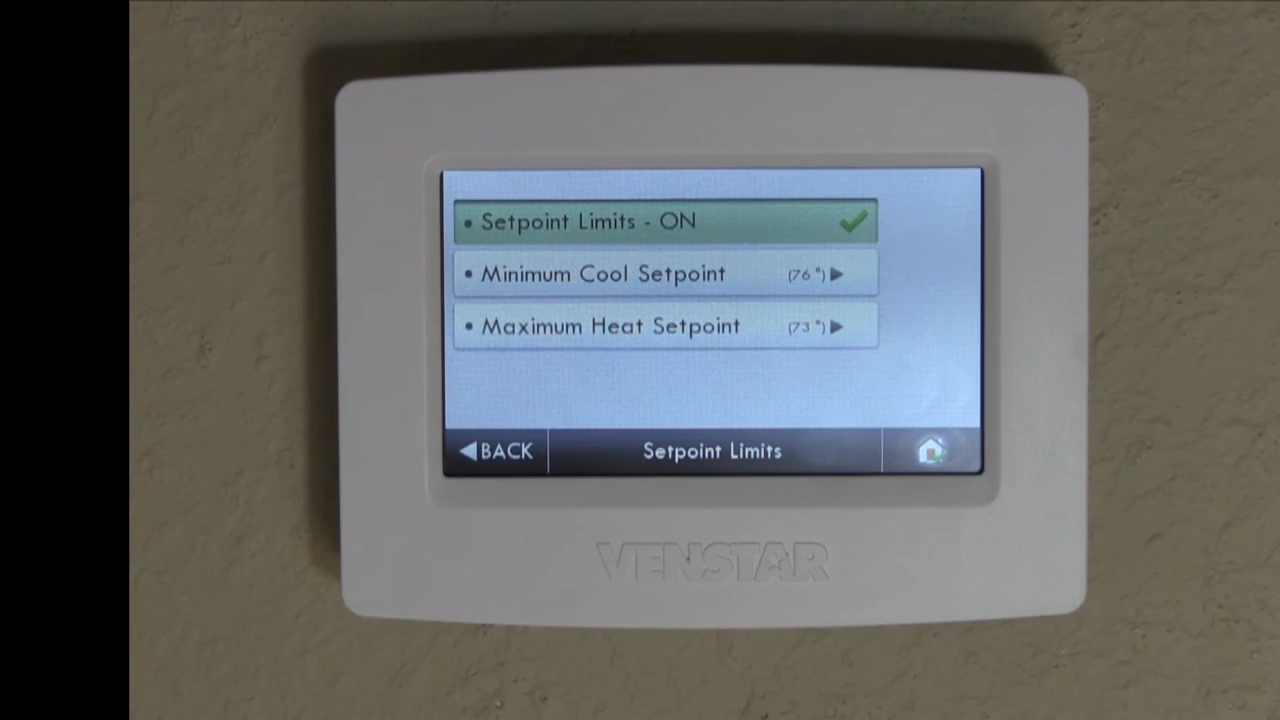 • Setpoint Limits - ON
• Minimum Cool Setpoint (76°)
• Maximum Heat Setpoint (73°)
BACK Setpoint Limits
VENSTAR